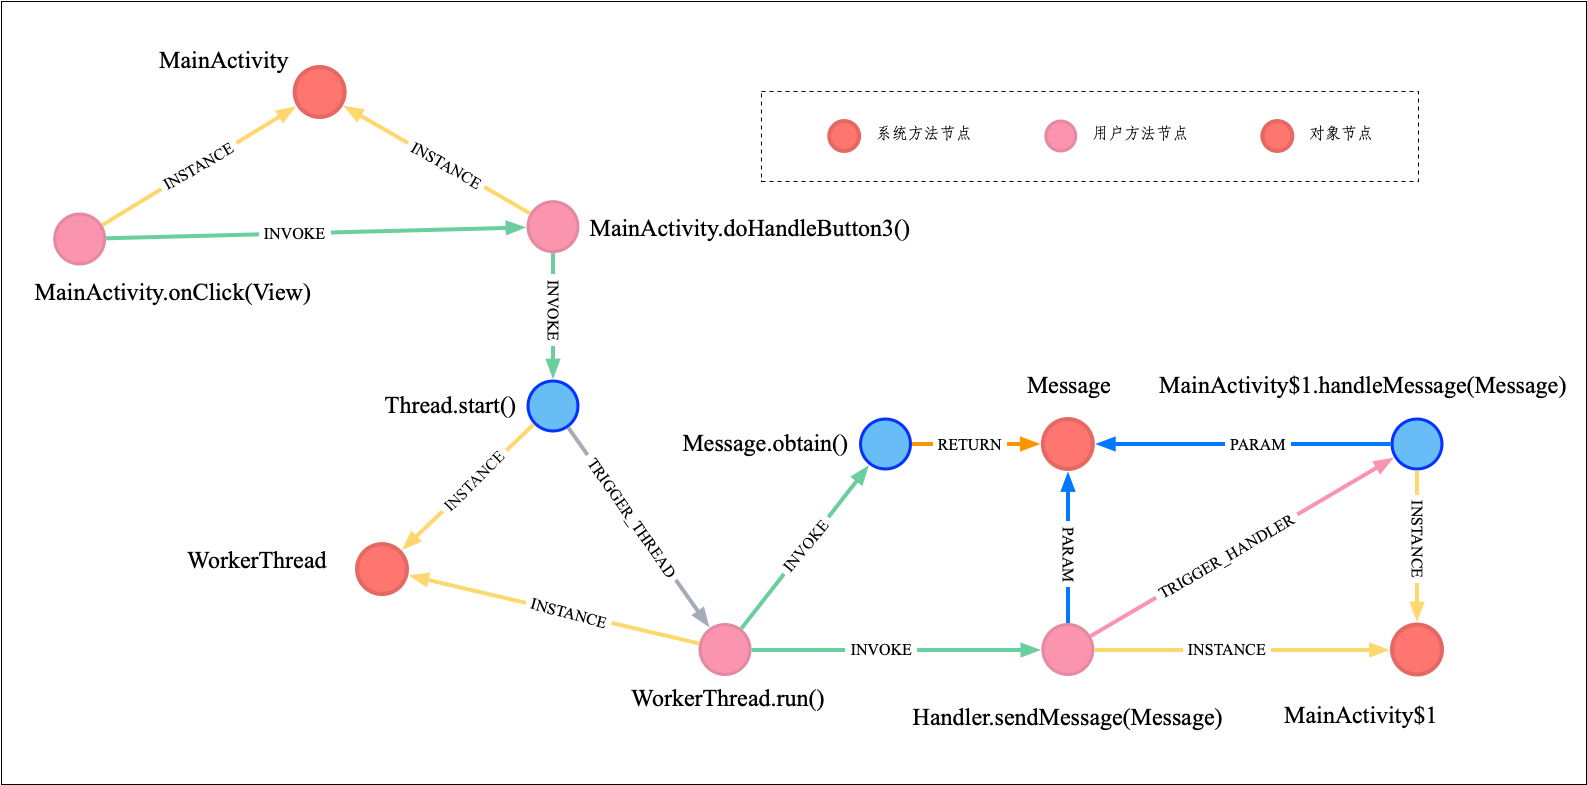 MainActivity
系统方法节点
用户方法节点
对象节点
INSTANCE
INSTANCE
INVOKE
MainActivity.doHandleButton3()
MainActivity.onClick(View)
INVOKE
Thread.start()
Message
MainActivity$1.handleMessage(Message)
Message.obtain()
RETURN
PARAM
INSTANCE
TRIGGER_THREAD
INVOKE
PARAM
TRIGGER_HANDLER
INSTANCE
WorkerThread
INSTANCE
INVOKE
INSTANCE
WorkerThread.run()
Handler.sendMessage(Message)
MainActivity$1